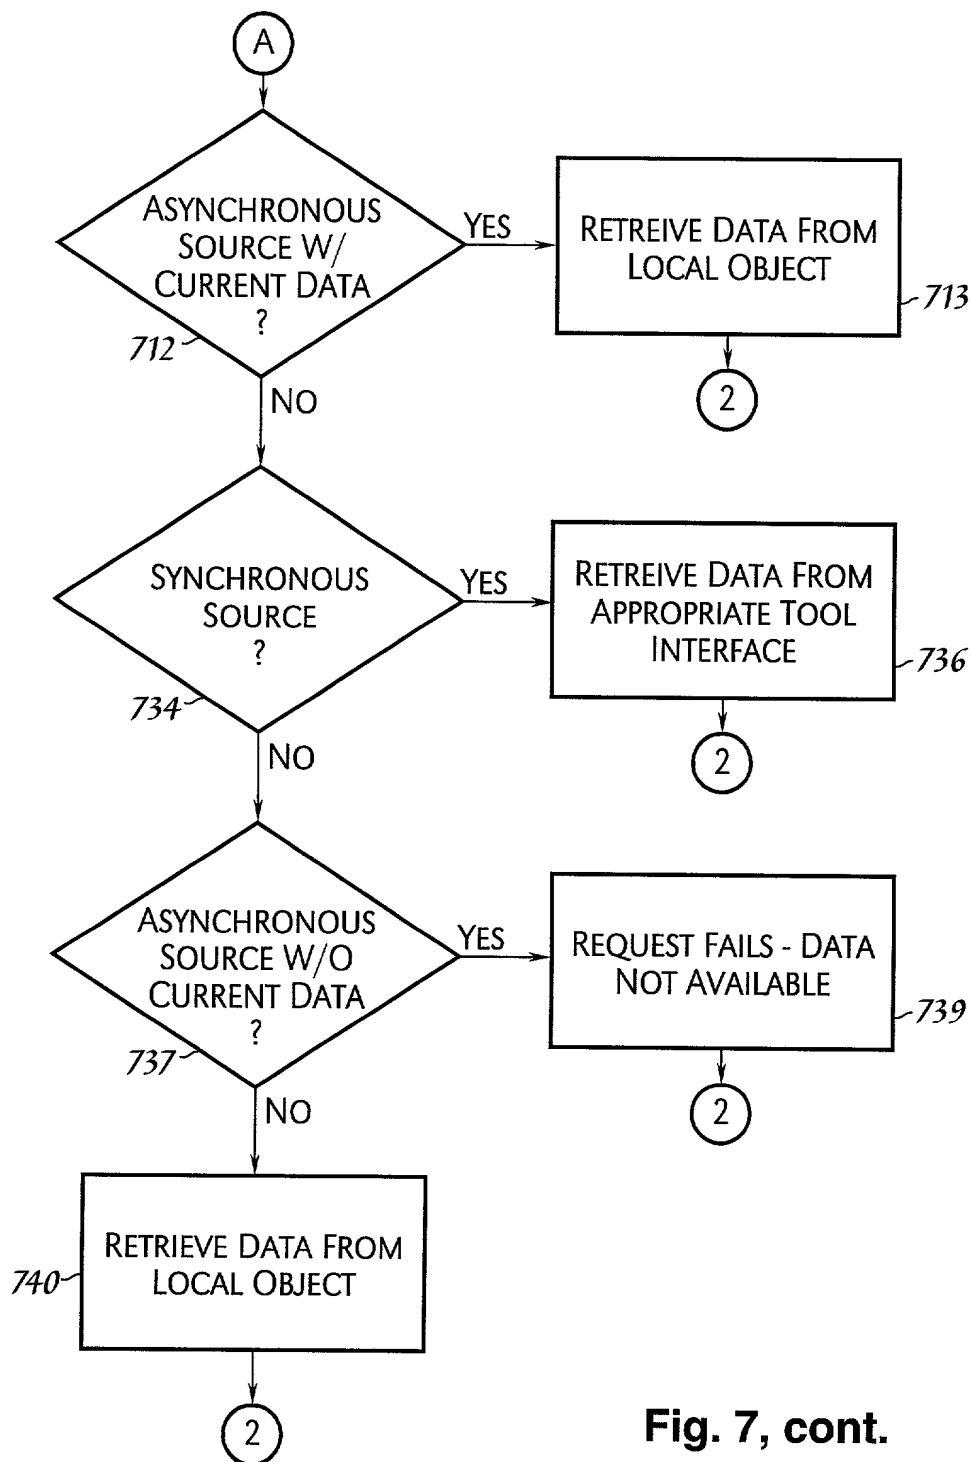 A
ASYNCHRONOUS
SOURCE W/
CURRENT DATA
?
712
YES
RETREIVE DATA FROM
LOCAL OBJECT
713
2
NO
SYNCHRONOUS
SOURCE
?
734
YES
RETREIVE DATA FROM
APPROPRIATE TOOL
INTERFACE
736
2
NO
ASYNCHRONOUS
SOURCE W/O
CURRENT DATA
?
737
YES
REQUEST FAILS - DATA
NOT AVAILABLE
739
2
NO
RETRIEVE DATA FROM
LOCAL OBJECT
740
2
Fig. 7, cont.